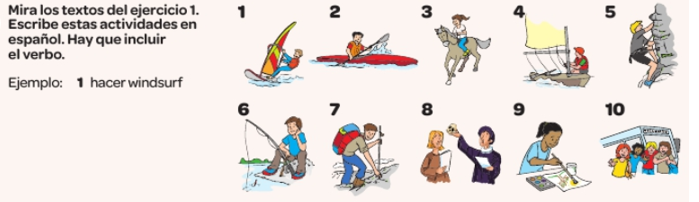 Mira los textos del ejercicio 1.
Escribe estas actividades en
español. Hay que incluir
el verbo.
Ejemplo: 1 hacer windsurf
1 2 3 4 5
6 7 8 9 10